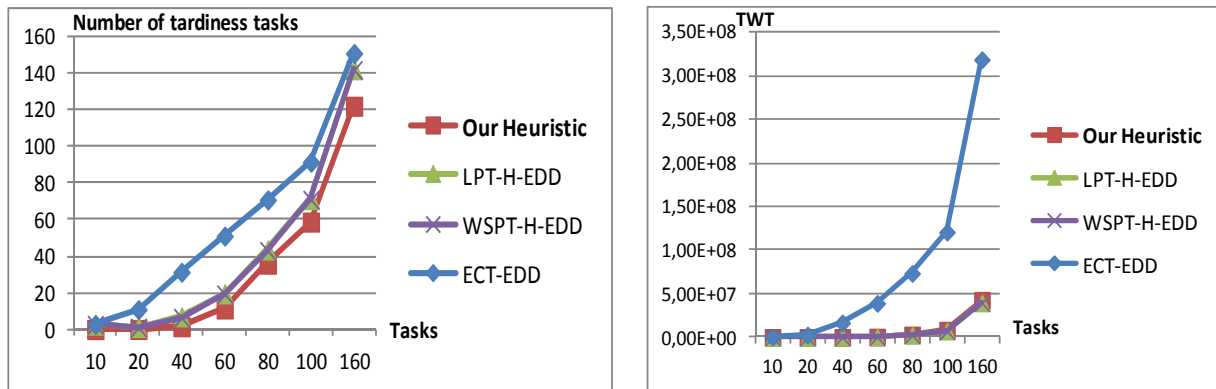 Number of tardiness tasks
160
140
120
100
80
60
40
20
0
10 20 40 60 80 100 160
Tasks
Our Heuristic
LPT-H-EDD
WSPT-H-EDD
ECT-EDD
TWT
3,50E+08
3,00E+08
2,50E+08
2,00E+08
1,50E+08
1,00E+08
5,00E+07
0,00E+00
10 20 40 60 80 100 160
Tasks
Our Heuristic
LPT-H-EDD
WSPT-H-EDD
ECT-EDD